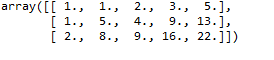 array([[ 1.,  1.,  2.,  3.,  5.],
       [ 1.,  5.,  4.,  9., 13.],
       [ 2.,  8.,  9., 16., 22.]])